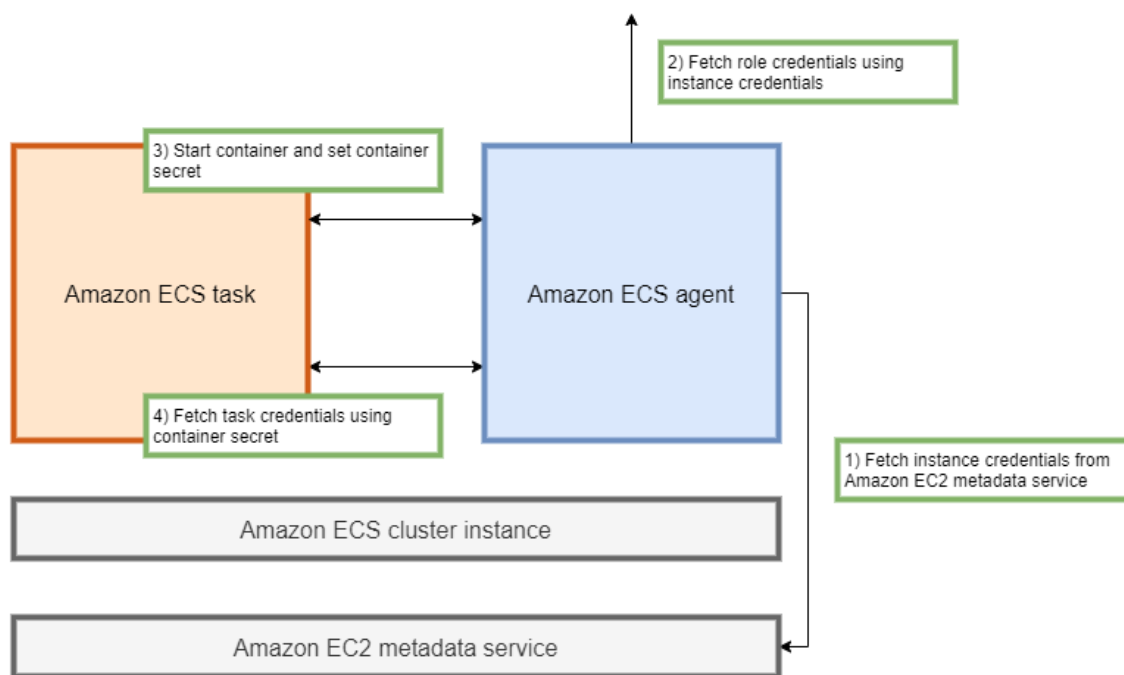 2) Fetch role credentials using
instance credentials
3) Start container and set container
secret
Amazon ECS task
Amazon ECS agent
4) Fetch task credentials using
container secret
1) Fetch instance credentials from
Amazon EC2 metadata service
Amazon ECS cluster instance
Amazon EC2 metadata service